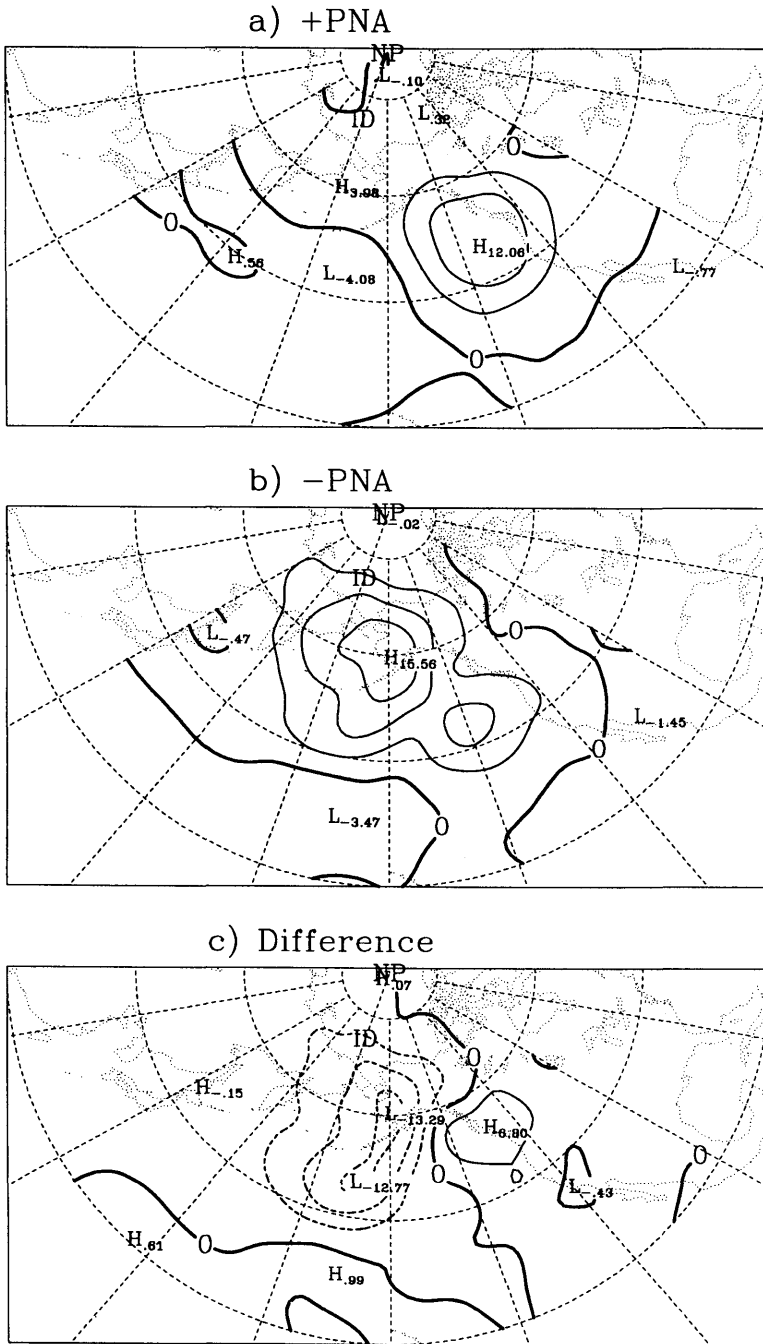 a) +PNA
NP
L-.10
ID
L.32
0
H3.98
0
H.56
L-4.08
H12.06
L-.77
0
b) -PNA
NP
-.02
ID
L-.47
0
H15.56
L-1.45
0
L-3.47
0
c) Difference
NP
H.07
ID
0
H-.15
L-13.29
H6.80
0
0
L-12.77
L-.43
H.61
0
H.99